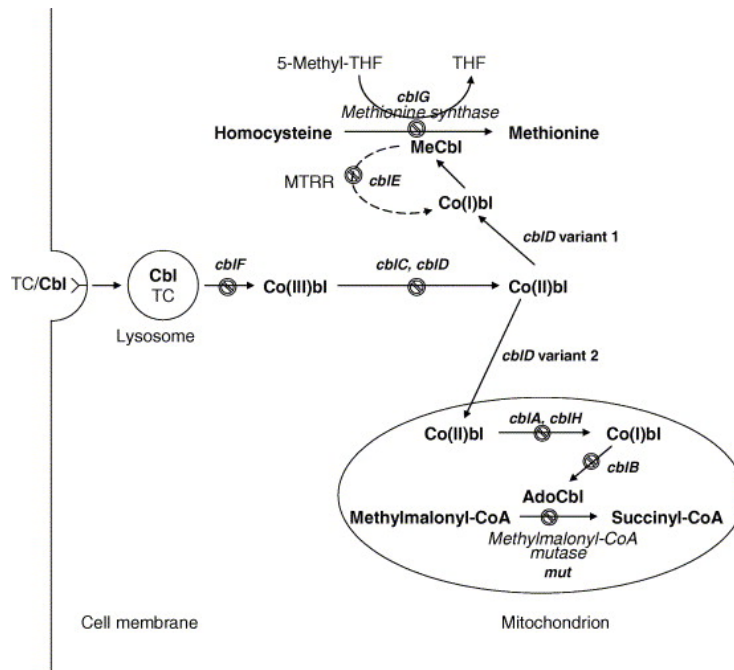 5-Methyl-THF THF
cblG
Methionine synthase
Homocysteine Methionine
MeCbl
MTRR cblE
Co(I)bl
cblD variant 1
TC/Cbl Cbl cblF Co(III)bl cblC, cblD Co(II)bl
TC
Lysosome
cblD variant 2
cblA, cblH
Co(II)bl Co(I)bl
cblB
AdoCbl
Methylmalonyl-CoA Succinyl-CoA
Methylmalonyl-CoA
mutase
mut
Cell membrane Mitochondrion